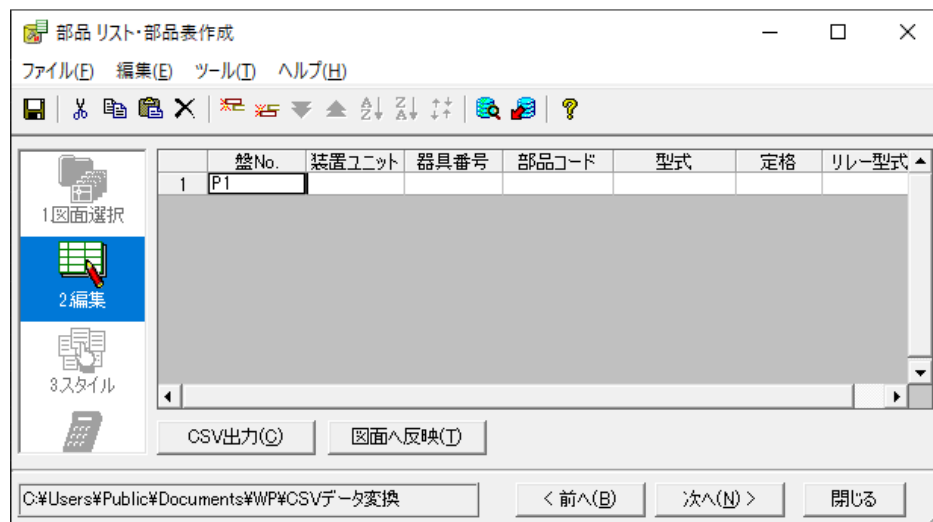 部品 リスト・部品表作成
ファイル(F) 編集(E) ツール(T) ヘルプ(H)
盤No. 装置ユニット 器具番号 部品コード 型式 定格 リレー型式
1 P1
1.図面選択
2.編集
3.スタイル
CSV出力(C) 図面へ反映(T)
C:¥Users¥Public¥Documents¥WP¥CSVデータ変換 < 前へ(B) 次へ(N) > 閉じる